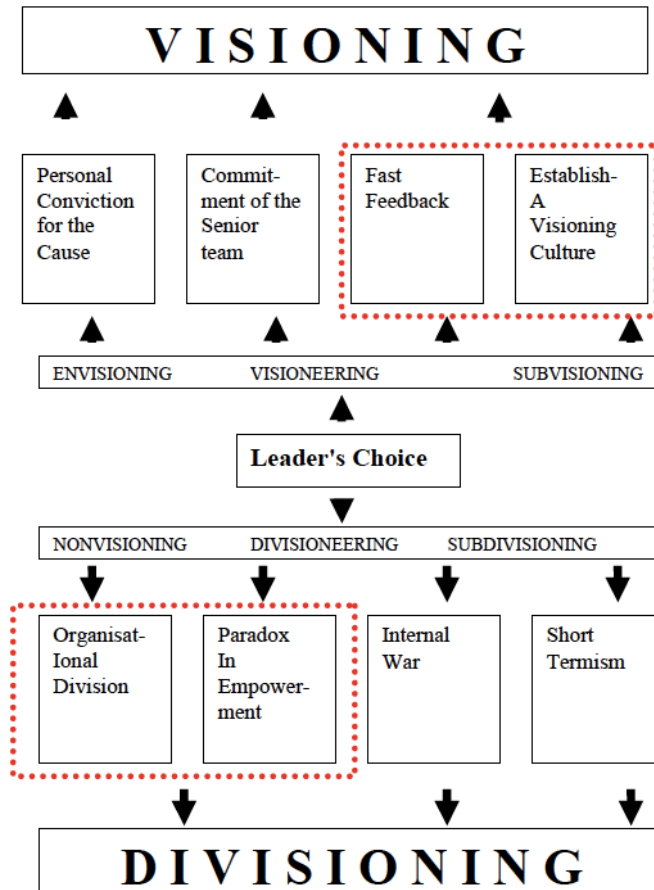 VISIONING
Personal
Conviction
for the
Cause
Commit-
ment of the
Senior
team
Fast
Feedback
Establish-
A
Visioning
Culture
ENVISIONING VISIONEERING SUBVISIONING
Leader's Choice
NONVISIONING DIVISIONEERING SUBDIVISIONING
Organisat-
Ional
Division
Paradox
In
Empower-
ment
Internal
War
Short
Termism
DIVISIONING